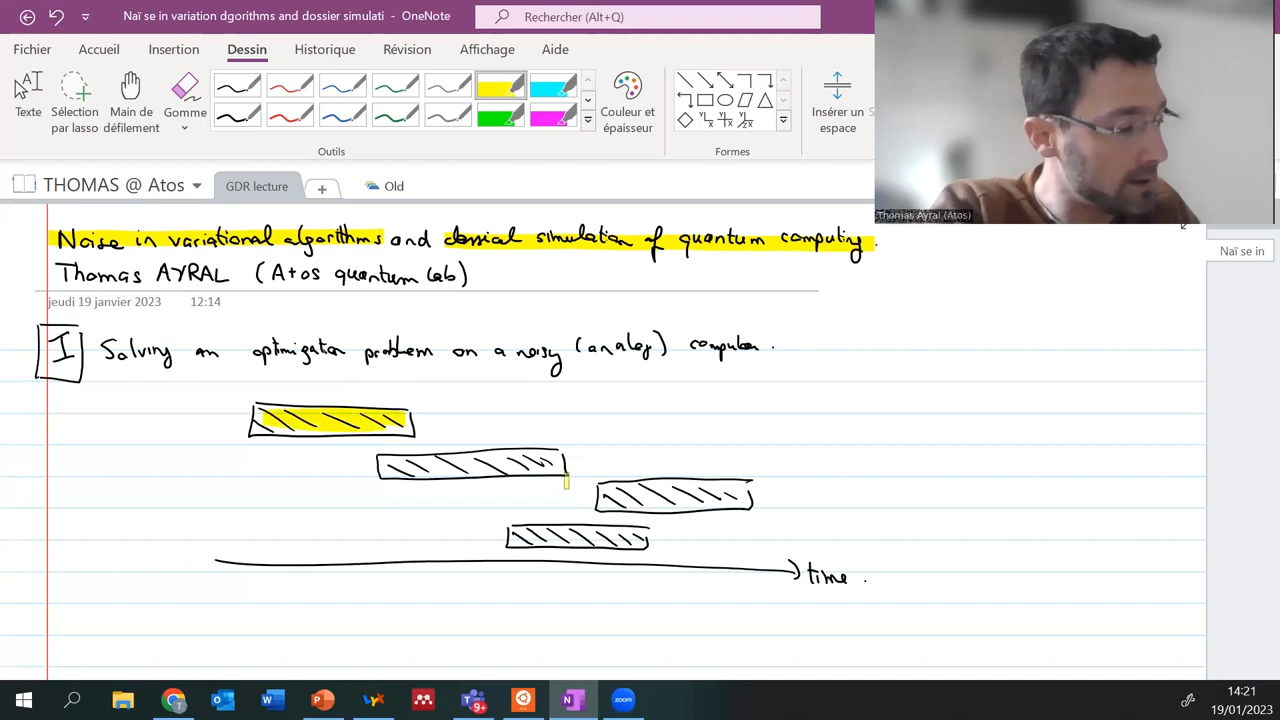 Naï se in variation dgorithms and dossier simulati - OneNote
Rechercher (Alt+Q)
Fichier Accueil Insertion Dessin Historique Révision Affichage Aide
Texte
Sélection par lasso
Main de défilement
Gomme
Couleur et épaisseur
Insérer un espace
Outils
Formes
THOMAS @ Atos
GDR lecture
Old
Thomas Ayral (Atos)
Naï se in
Noise in variational algorithms and classical simulation of quantum computing.
Thomas AYRAL (Atos quantum lab)
jeudi 19 janvier 2023 12:14
I Solving an optimization problem on a noisy (analog) computer.
time.
9+
14:21
19/01/2023